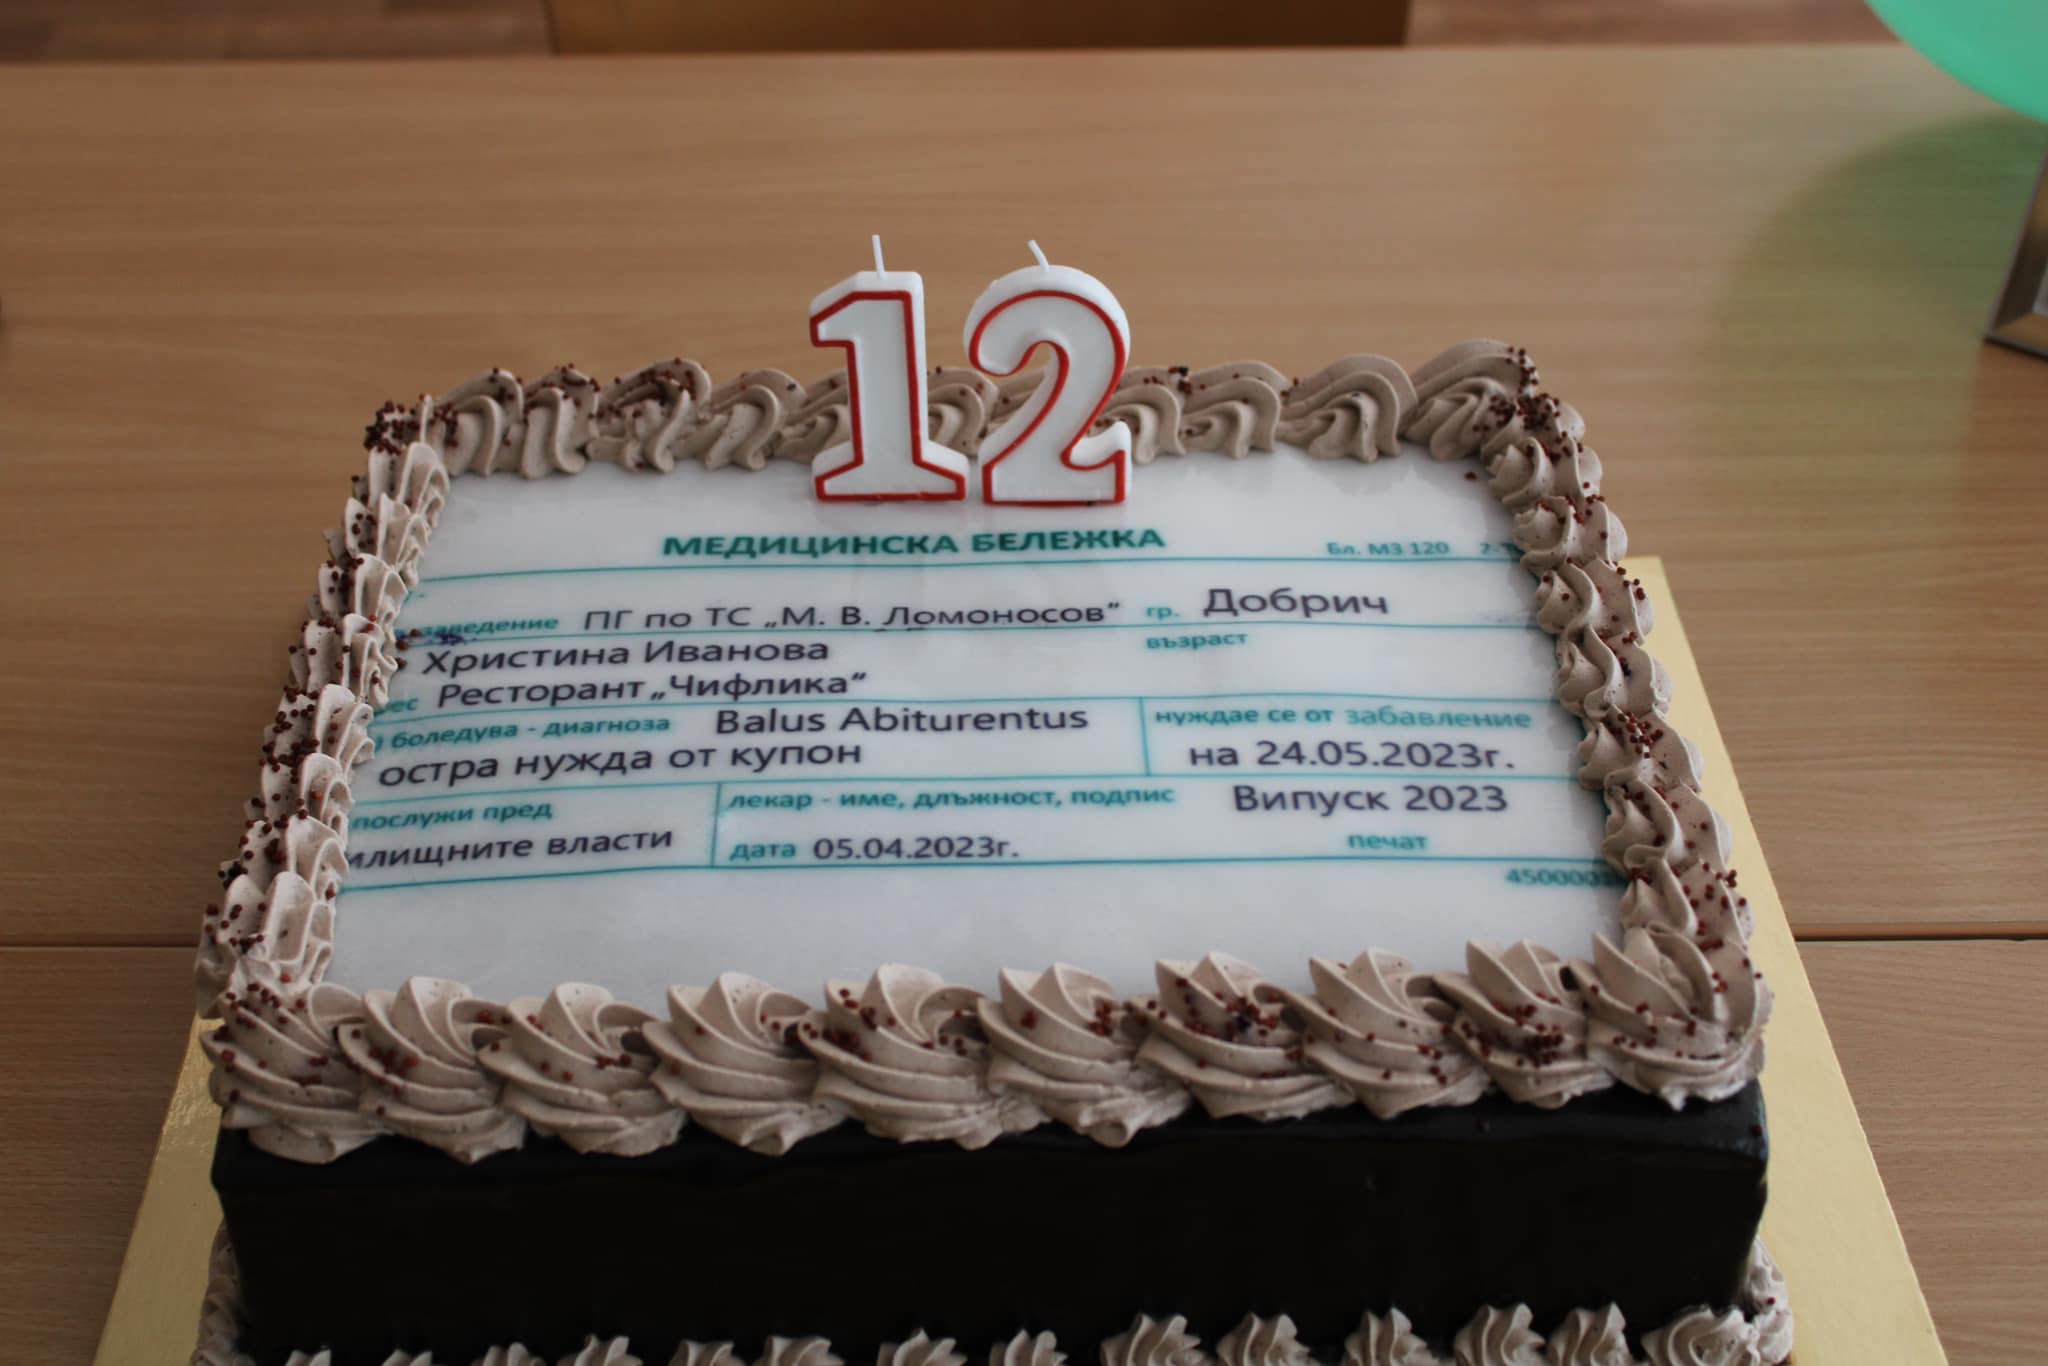 12
МЕДИЦИНСКА БЕЛЕЖКА
Бл. МЗ 120
заведение ПГ по ТС „М. В. Ломоносов“ гр. Добрич
Христина Иванова възраст
Ресторант „Чифлика“
боледува - диагноза Balus Abiturentus нуждае се от забавление
остра нужда от купон на 24.05.2023г.
послужи пред лекар - име, длъжност, подпис Випуск 2023
власти дата 05.04.2023г. печат